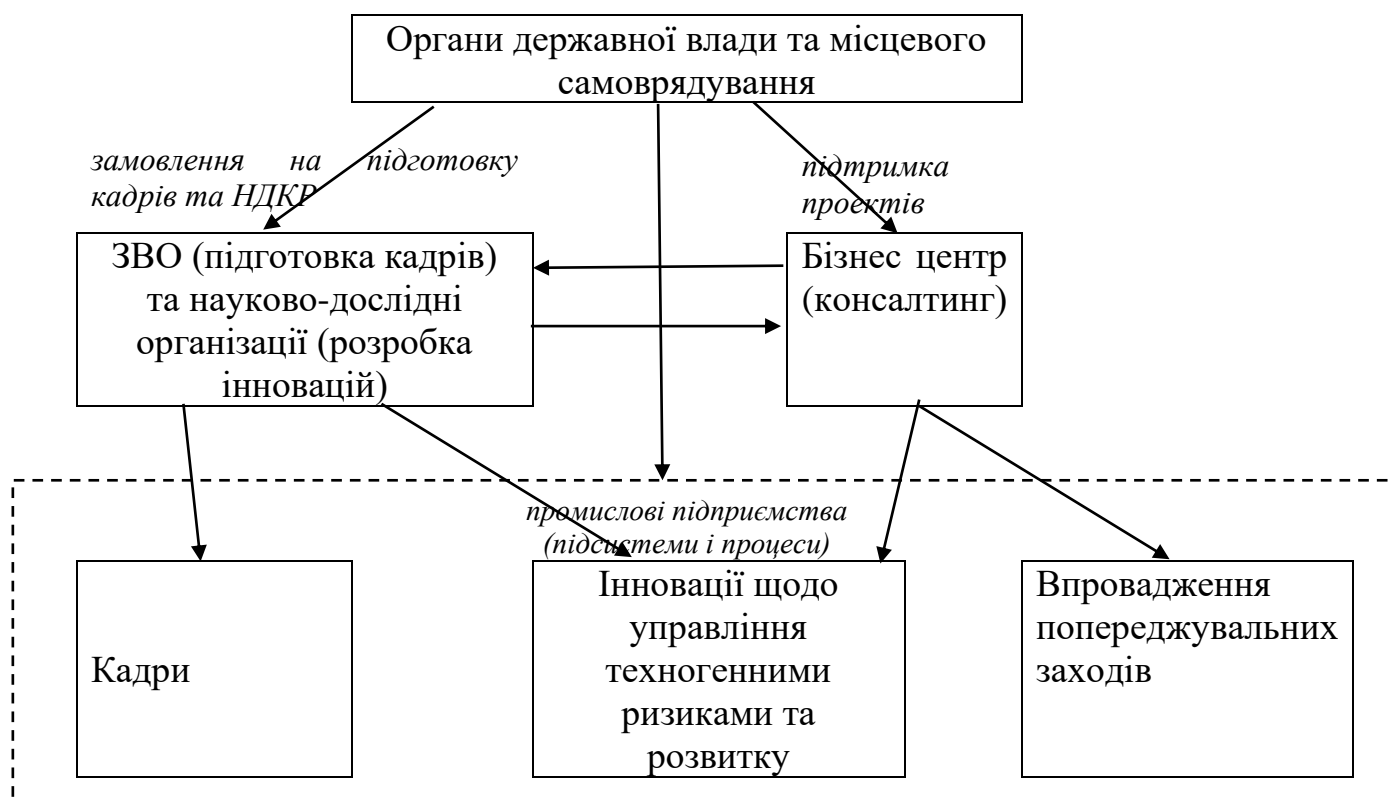 Органи державної влади та місцевого
самоврядування
замовлення на підготовку
кадрів та НДКР
підтримка
проектів
ЗВО (підготовка кадрів)
та науково-дослідні
організації (розробка
інновацій)
Бізнес центр
(консалтинг)
промислові підприємства
(підсистеми і процеси)
Кадри
Інновації щодо
управління
техногенними
ризиками та
розвитку
Впровадження
попереджувальних
заходів